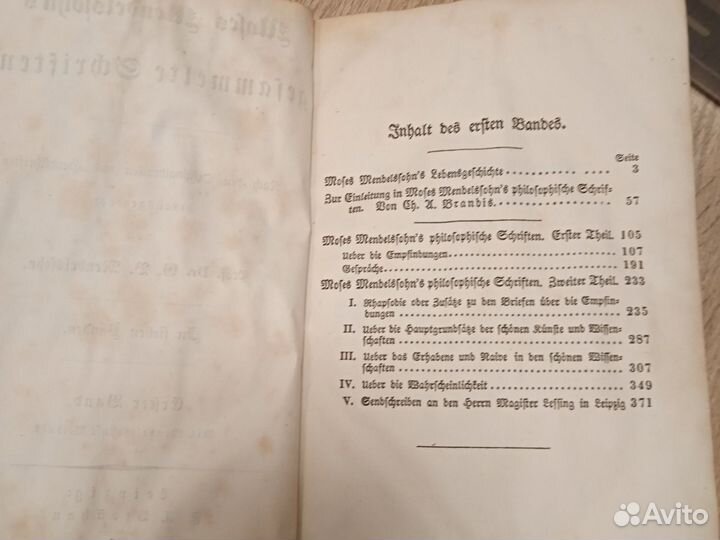 Inhalt des ersten Bandes.
Seite
Moses Mendelssohn's Lebensgeschichte ............ ... 3
Zur Einleitung in Moses Mendelssohn's philosophische Schrif-
ten. Von Ch. A. Brandis.................... 57
Moses Mendelssohn's philosophische Schriften. Erster Theil. 105
Ueber die Empfindungen ...................... 107
Gespräche .................................. 191
Moses Mendelssohn's philosophische Schriften. Zweiter Theil. 233
I. Rhapsodie oder Zusätze zu den Briefen über die Empfin-
dungen ................................. 235
II. Ueber die Hauptgrundsätze der schönen Künste und Wissen-
schaften ................................ 287
III. Ueber das Erhabene und Naive in den schönen Wissen-
schaften ................................ 307
IV. Ueber die Wahrscheinlichkeit .................. 349
V. Sendschreiben an den Herrn Magister Lessing in Leipzig 371
Avito